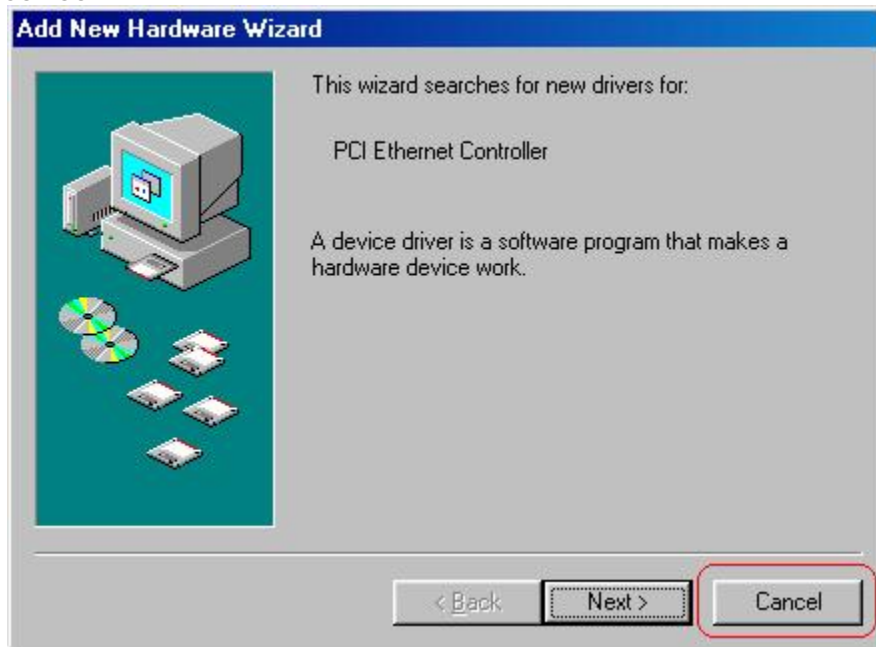 Add New Hardware Wizard
This wizard searches for new drivers for:
PCI Ethernet Controller
A device driver is a software program that makes a
hardware device work.
< Back
Next >
Cancel